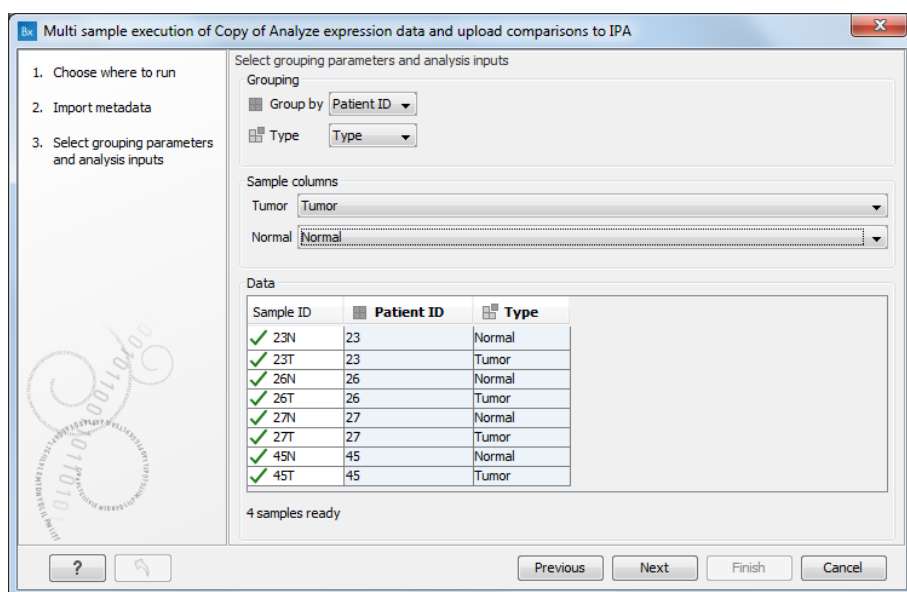 Bx Multi sample execution of Copy of Analyze expression data and upload comparisons to IPA
1. Choose where to run
2. Import metadata
3. Select grouping parameters
and analysis inputs
Select grouping parameters and analysis inputs
Grouping
Group by Patient ID
Type Type
Sample columns
Tumor Tumor
Normal Normal
Data
Sample ID Patient ID Type
23N 23 Normal
23T 23 Tumor
26N 26 Normal
26T 26 Tumor
27N 27 Normal
27T 27 Tumor
45N 45 Normal
45T 45 Tumor
4 samples ready
? Previous Next Finish Cancel